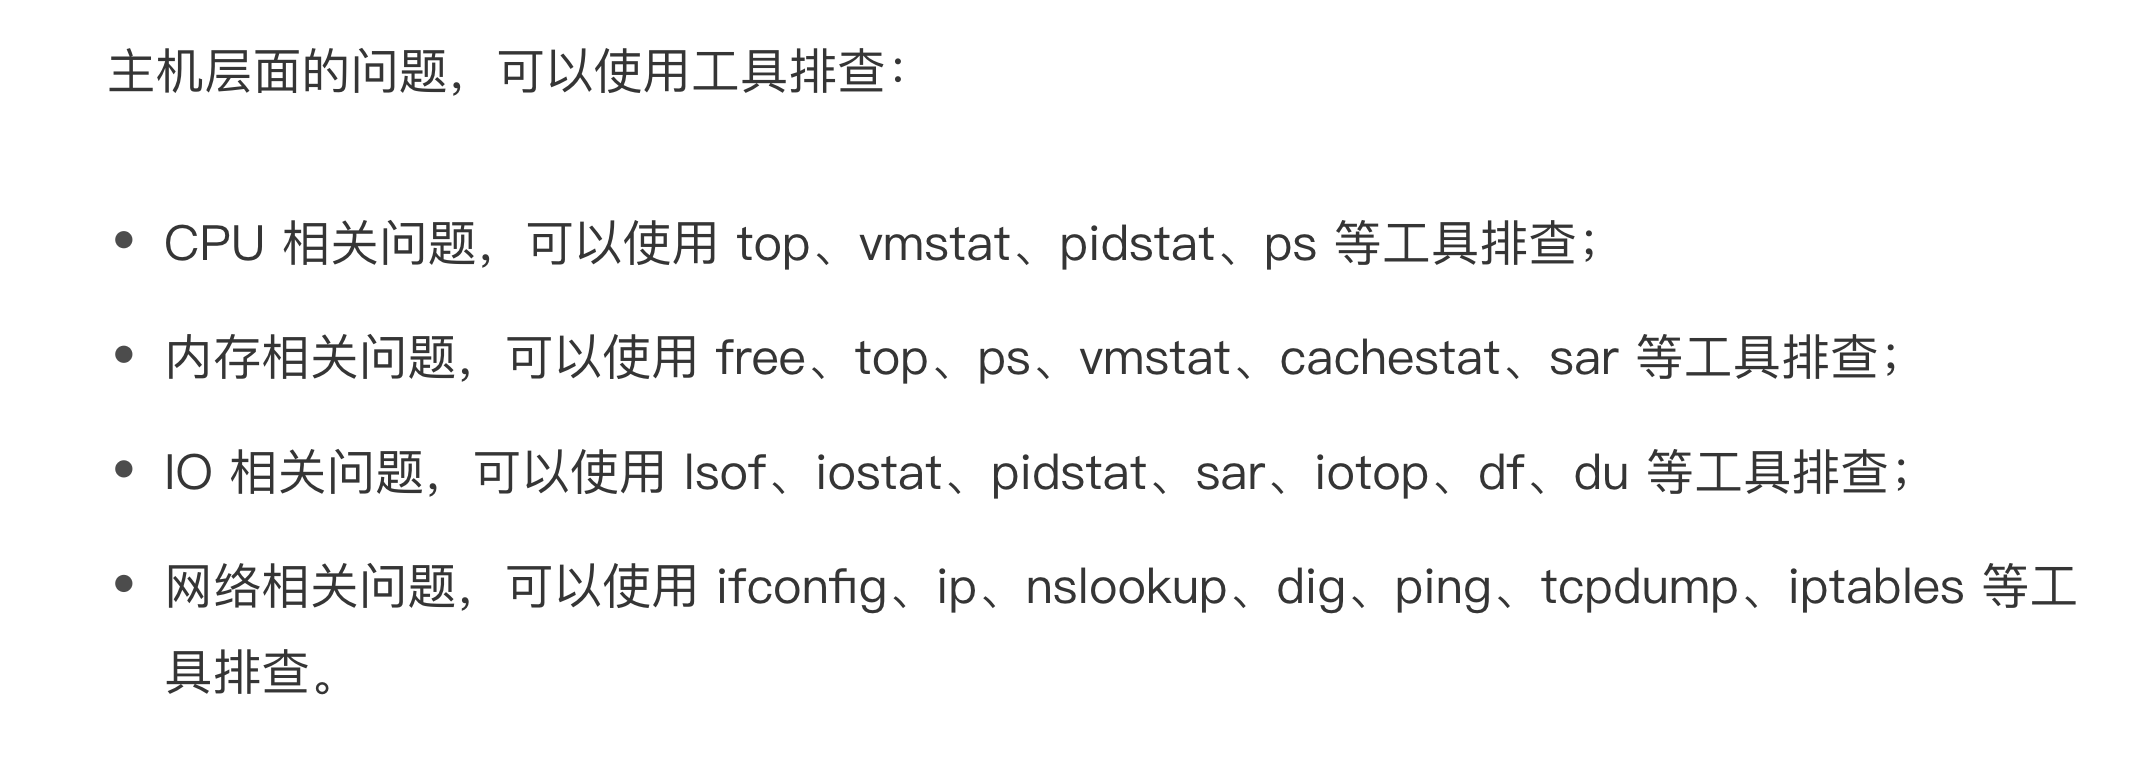 主机层面的问题，可以使用工具排查：
• CPU 相关问题，可以使用 top、vmstat、pidstat、ps 等工具排查；
• 内存相关问题，可以使用 free、top、ps、vmstat、cachestat、sar 等工具排查；
• IO 相关问题，可以使用 lsof、iostat、pidstat、sar、iotop、df、du 等工具排查；
• 网络相关问题，可以使用 ifconfig、ip、nslookup、dig、ping、tcpdump、iptables 等工
具排查。